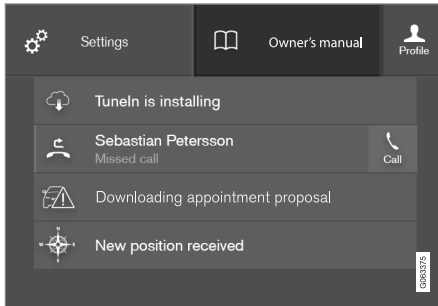 Settings
Owner's manual
Profile
TuneIn is installing
Sebastian Petersson
Missed call
Call
Downloading appointment proposal
New position received
G063375